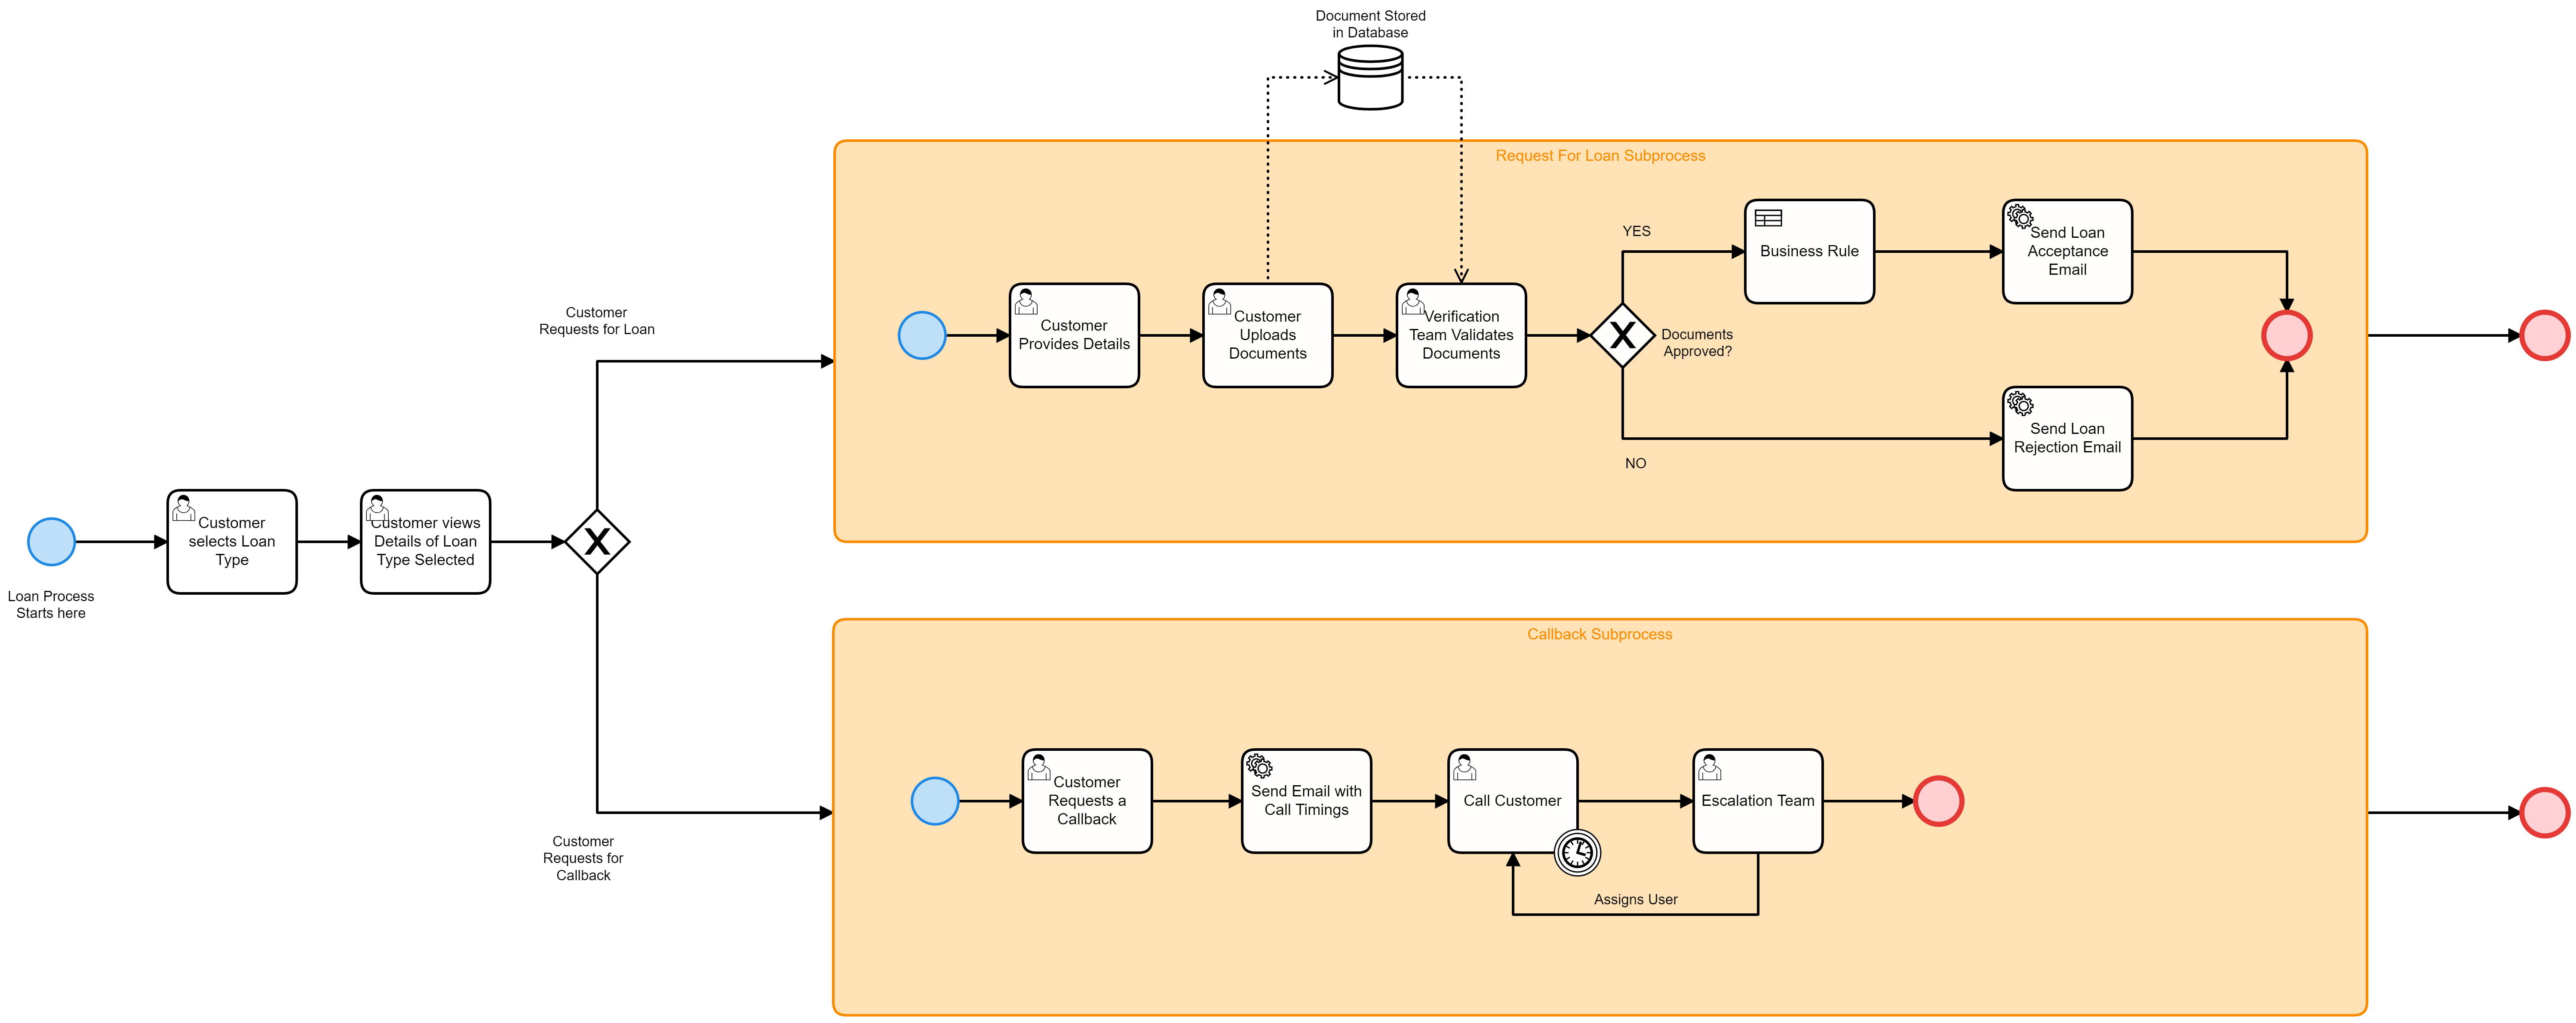 Document Stored
in Database
Request For Loan Subprocess
YES
Business Rule
Send Loan
Acceptance
Email
Customer
Requests for Loan
Customer
Provides Details
Customer
Uploads
Documents
Verification
Team Validates
Documents
Documents
Approved?
NO
Send Loan
Rejection Email
Loan Process
Starts here
Customer
selects Loan
Type
Customer views
Details of Loan
Type Selected
Customer
Requests for
Callback
Callback Subprocess
Customer
Requests a
Callback
Send Email with
Call Timings
Call Customer
Escalation Team
Assigns User